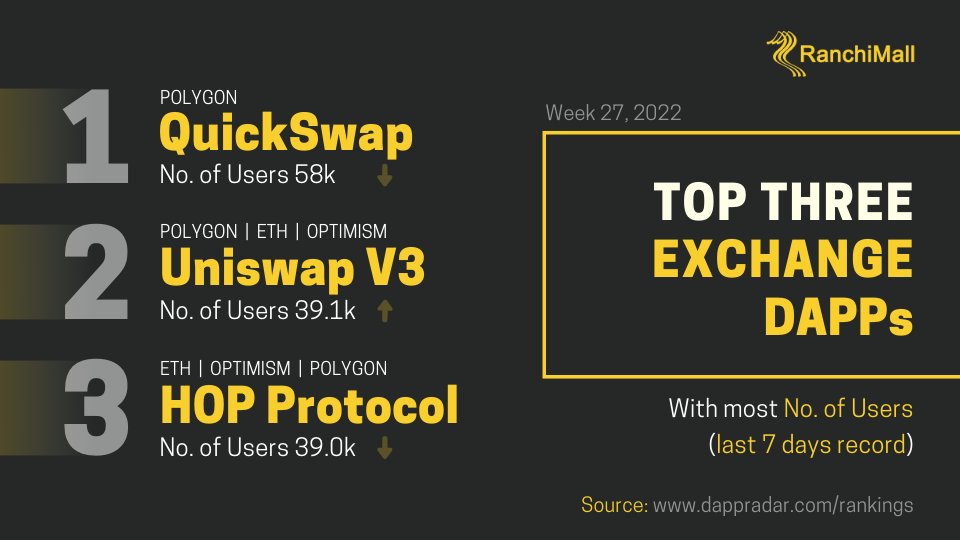 1
POLYGON
QuickSwap
No. of Users 58k
2
POLYGON | ETH | OPTIMISM
Uniswap V3
No. of Users 39.1k
3
ETH | OPTIMISM | POLYGON
HOP Protocol
No. of Users 39.0k
RanchiMall
Week 27, 2022
TOP THREE
EXCHANGE
DAPPs
With most No. of Users
(last 7 days record)
Source: www.dappradar.com/rankings